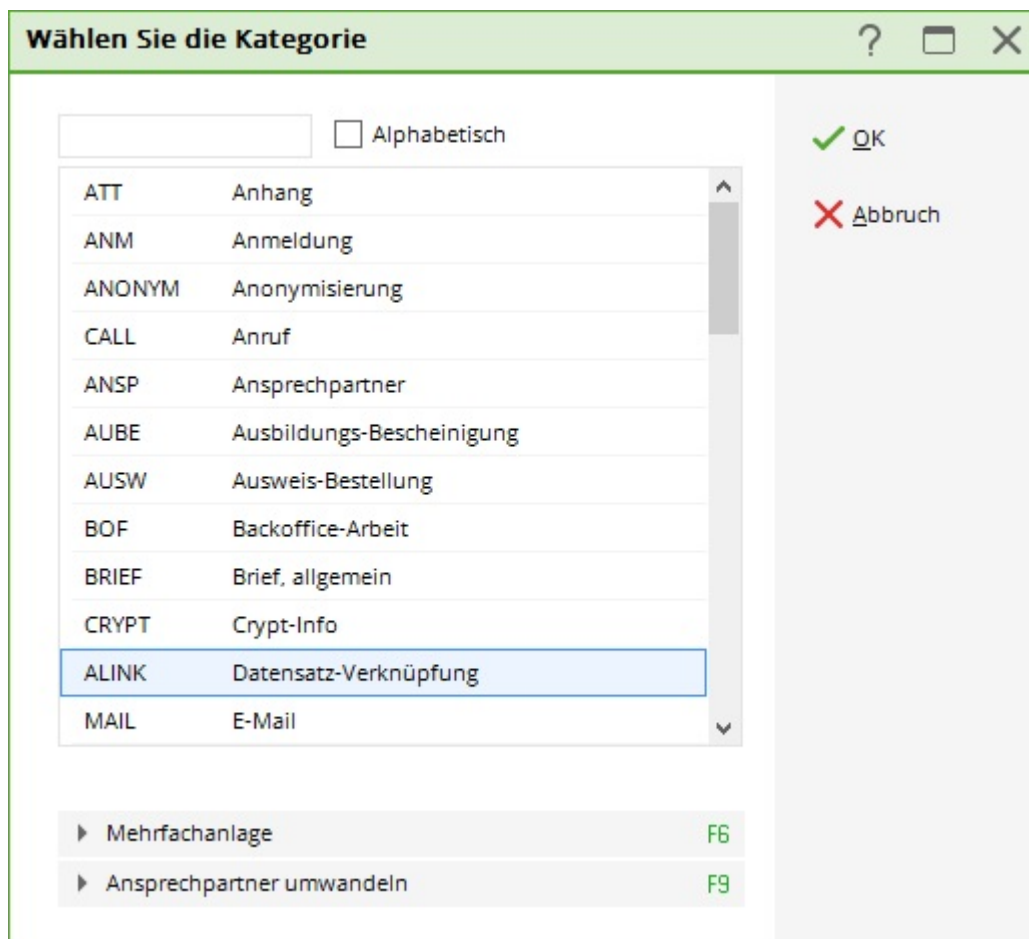 Wählen Sie die Kategorie
Alphabetisch
OK
Abbruch
ATT Anhang
ANM Anmeldung
ANONYM Anonymisierung
CALL Anruf
ANSP Ansprechpartner
AUBE Ausbildungs-Bescheinigung
AUSW Ausweis-Bestellung
BOF Backoffice-Arbeit
BRIEF Brief, allgemein
CRYPT Crypt-Info
ALINK Datensatz-Verknüpfung
MAIL E-Mail
Mehrfachanlage F6
Ansprechpartner umwandeln F9